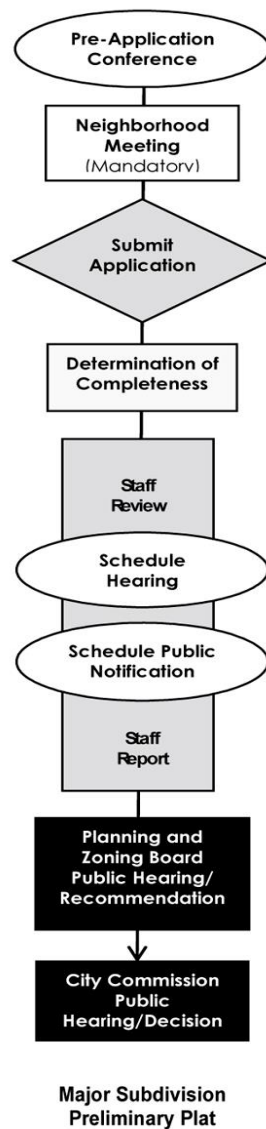 Pre-Application
Conference
Neighborhood
Meeting
(Mandatory)
Submit
Application
Determination of
Completeness
Staff
Review
Schedule
Hearing
Schedule Public
Notification
Staff
Report
Planning and
Zoning Board
Public Hearing/
Recommendation
City Commission
Public
Hearing/Decision
Major Subdivision
Preliminary Plat